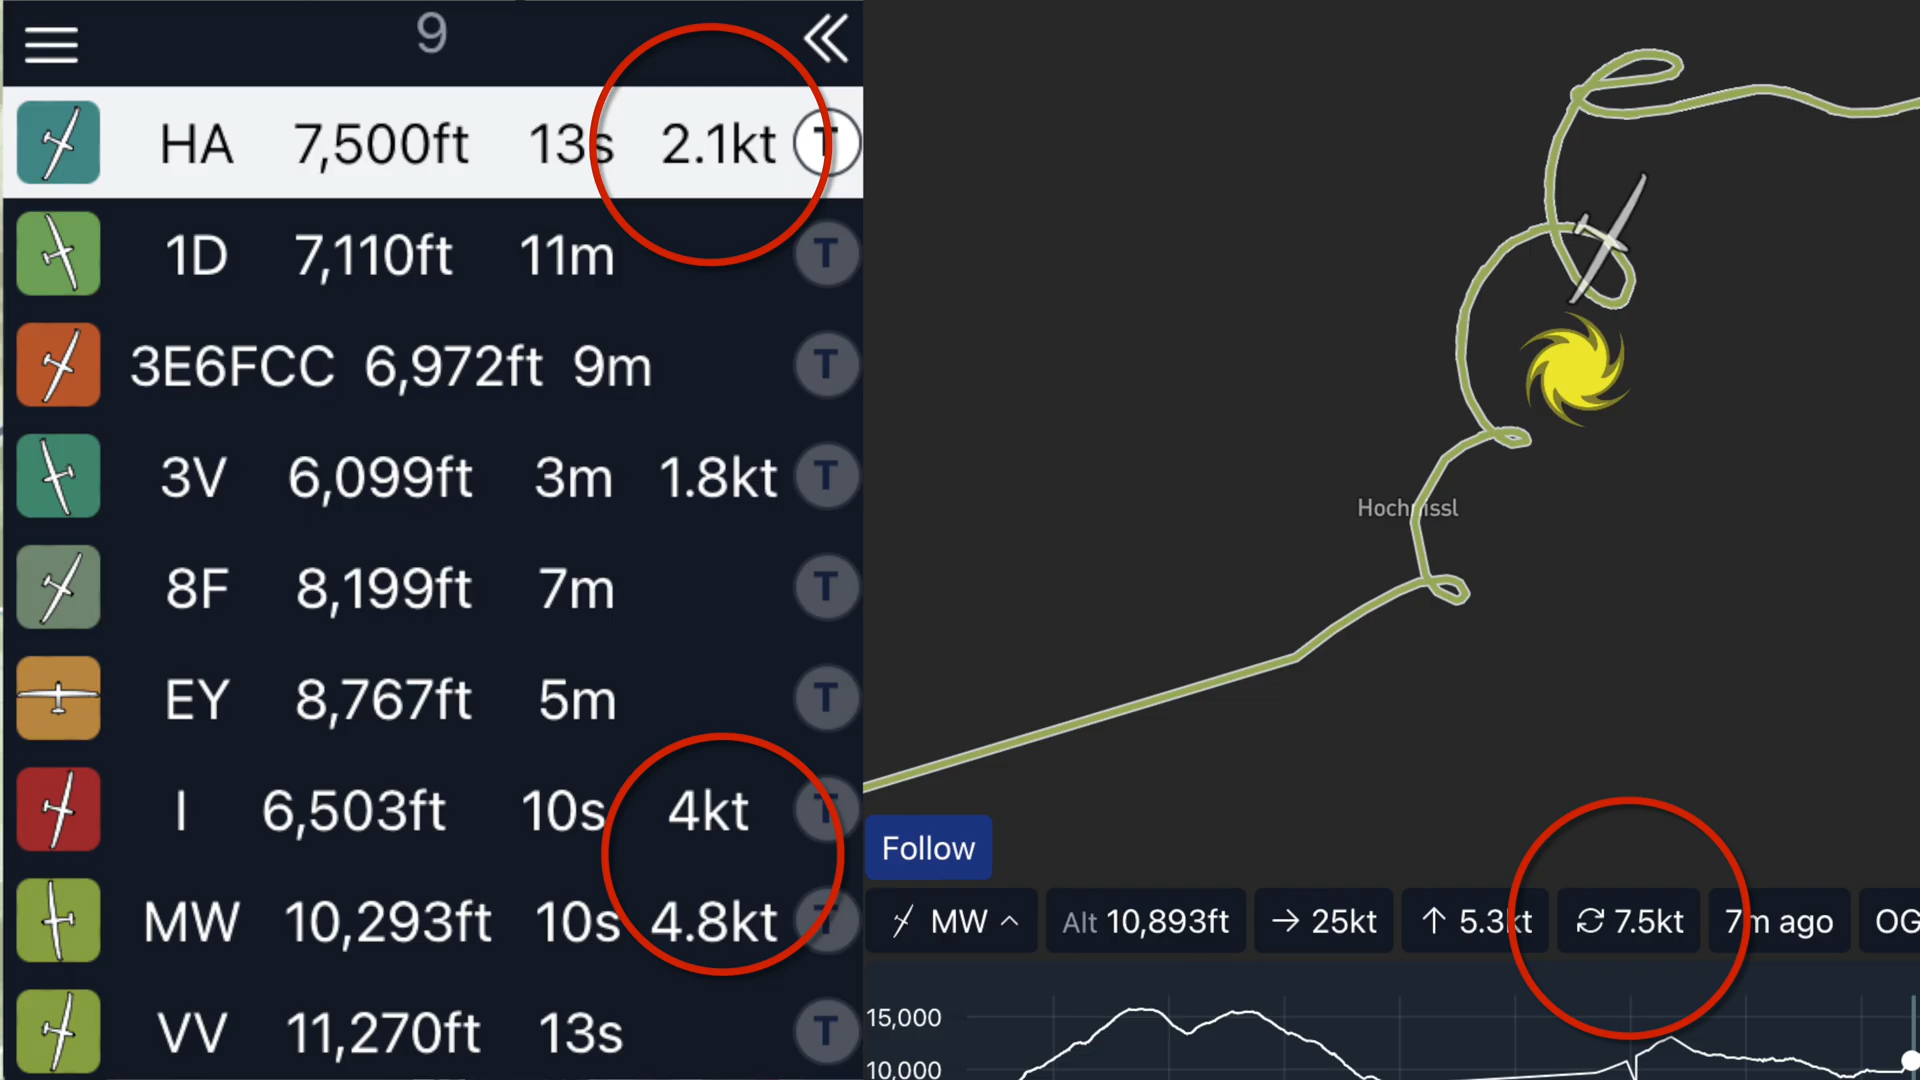 9
HA 7,500ft 13s 2.1kt T
1D 7,110ft 11m T
3E6FCC 6,972ft 9m T
3V 6,099ft 3m 1.8kt T
8F 8,199ft 7m T
EY 8,767ft 5m T
I 6,503ft 10s 4kt T
MW 10,293ft 10s 4.8kt T
VV 11,270ft 13s T
Follow
MW Alt 10,893ft → 25kt ↑ 5.3kt 7.5kt 7m ago OG
15,000
10,000